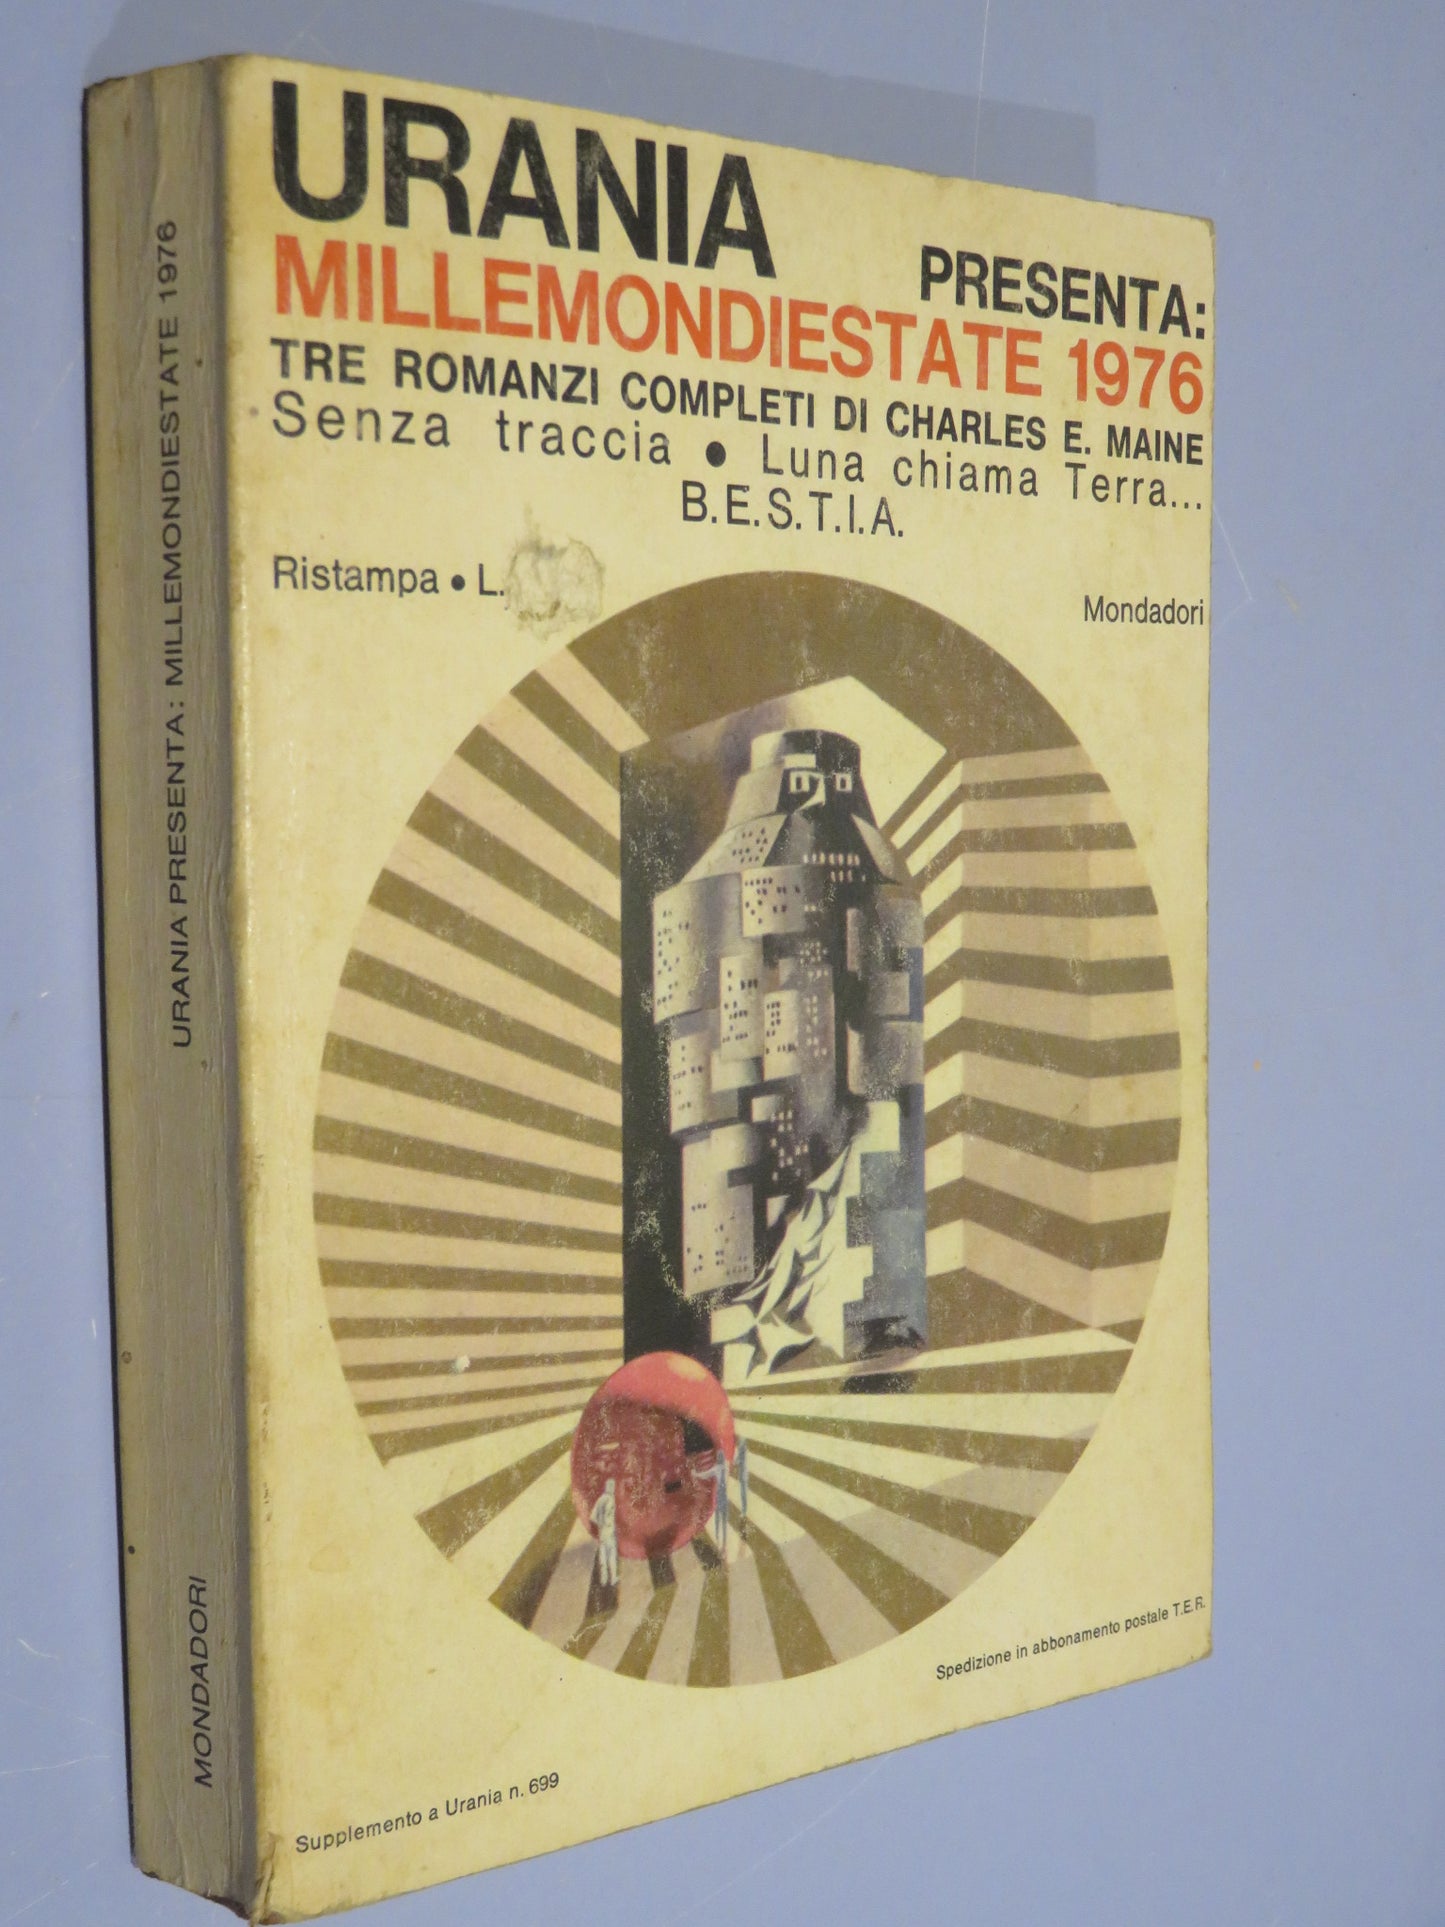 URANIA
PRESENTA:
MILLEMONDIESTATE 1976
TRE ROMANZI COMPLETI DI CHARLES E. MAINE
Senza traccia • Luna chiama Terra...
B.E.S.T.I.A.
Ristampa • L.
Mondadori
Spedizione in abbonamento postale T.E.R.
Supplemento a Urania n. 699
URANIA PRESENTA: MILLEMONDIESTATE 1976
MONDADORI